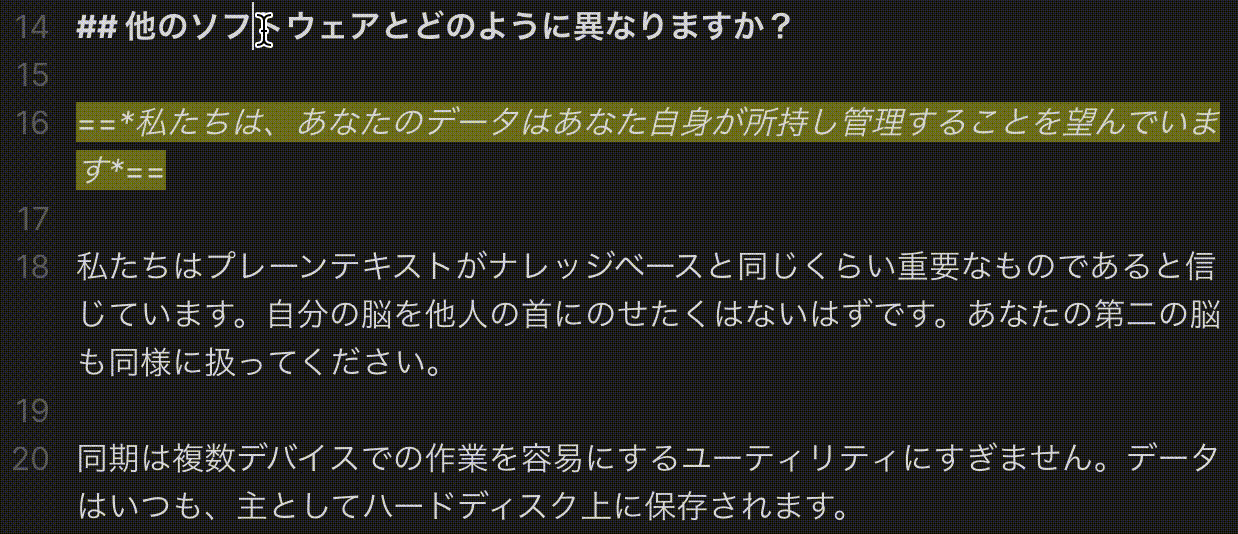 14 ## 他のソフトウェアとどのように異なりますか？
15
16 ==*私たちは、あなたのデータはあなた自身が所持し管理することを望んでいま
す*==
17
18 私たちはプレーンテキストがナレッジベースと同じくらい重要なものであると信
じています。自分の脳を他人の首にのせたくはないはずです。あなたの第二の脳
も同様に扱ってください。
19
20 同期は複数デバイスでの作業を容易にするユーティリティにすぎません。データ
はいつも、主としてハードディスク上に保存されます。